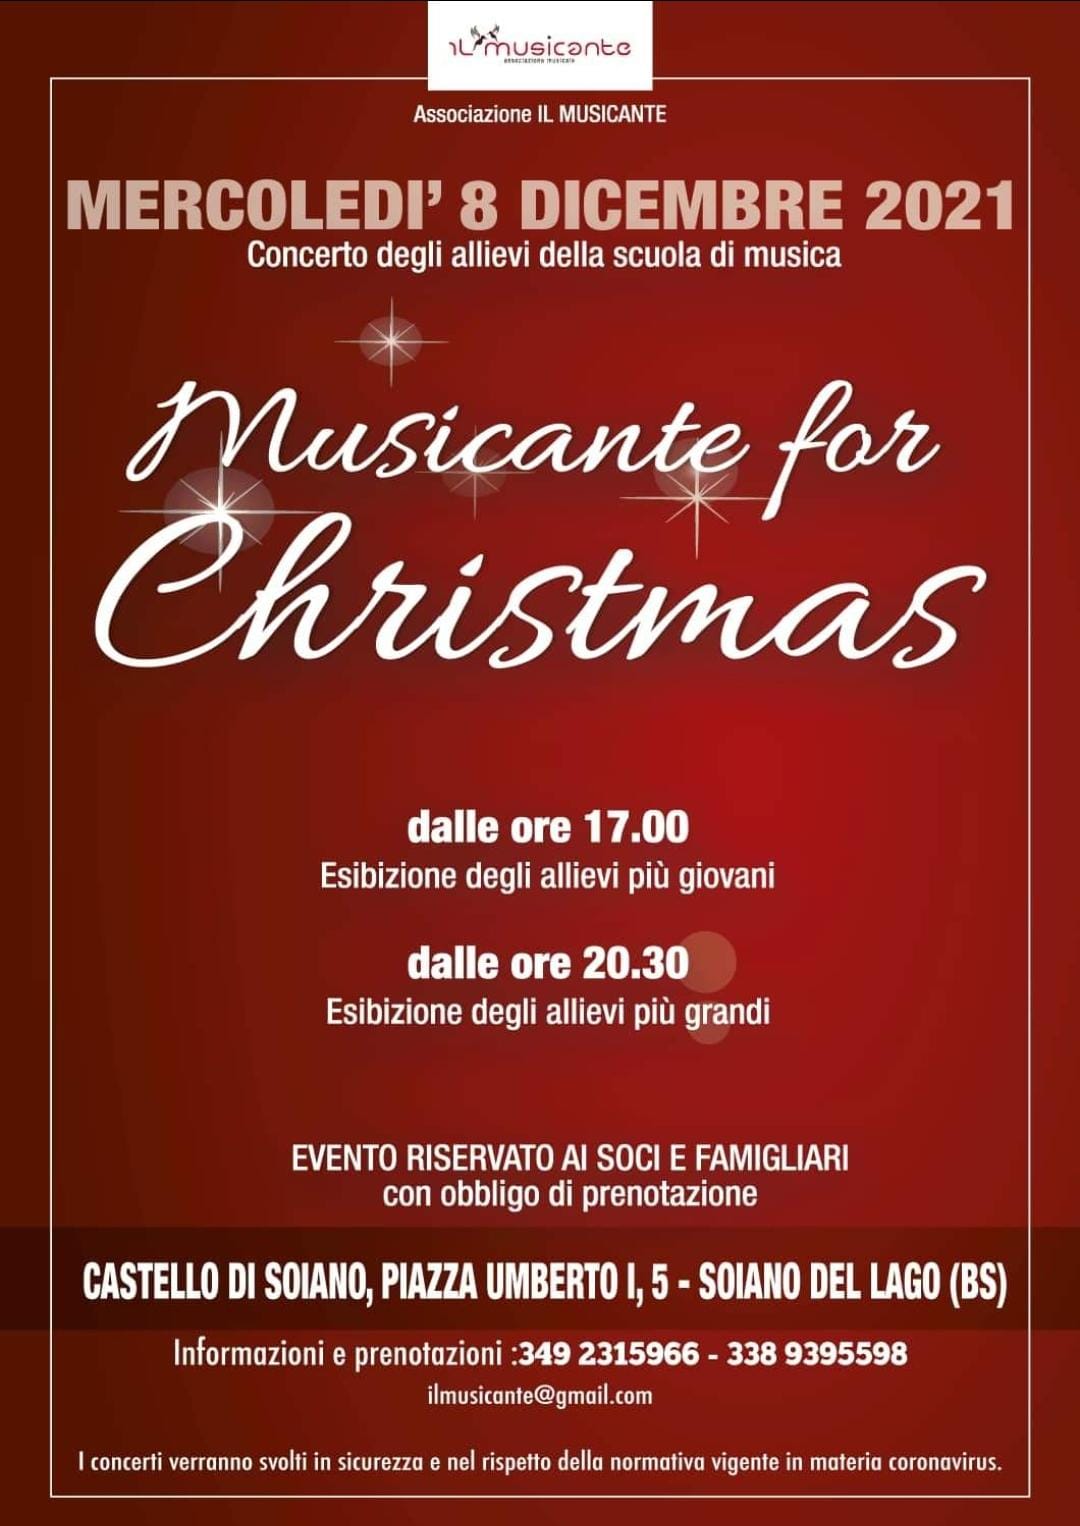 IL musicante
associazione musicale
Associazione IL MUSICANTE
MERCOLEDI’ 8 DICEMBRE 2021
Concerto degli allievi della scuola di musica
Musicante for
Christmas
dalle ore 17.00
Esibizione degli allievi più giovani
dalle ore 20.30
Esibizione degli allievi più grandi
EVENTO RISERVATO AI SOCI E FAMIGLIARI
con obbligo di prenotazione
CASTELLO DI SOIANO, PIAZZA UMBERTO I, 5 - SOIANO DEL LAGO (BS)
Informazioni e prenotazioni :349 2315966 - 338 9395598
ilmusicante@gmail.com
I concerti verranno svolti in sicurezza e nel rispetto della normativa vigente in materia coronavirus.